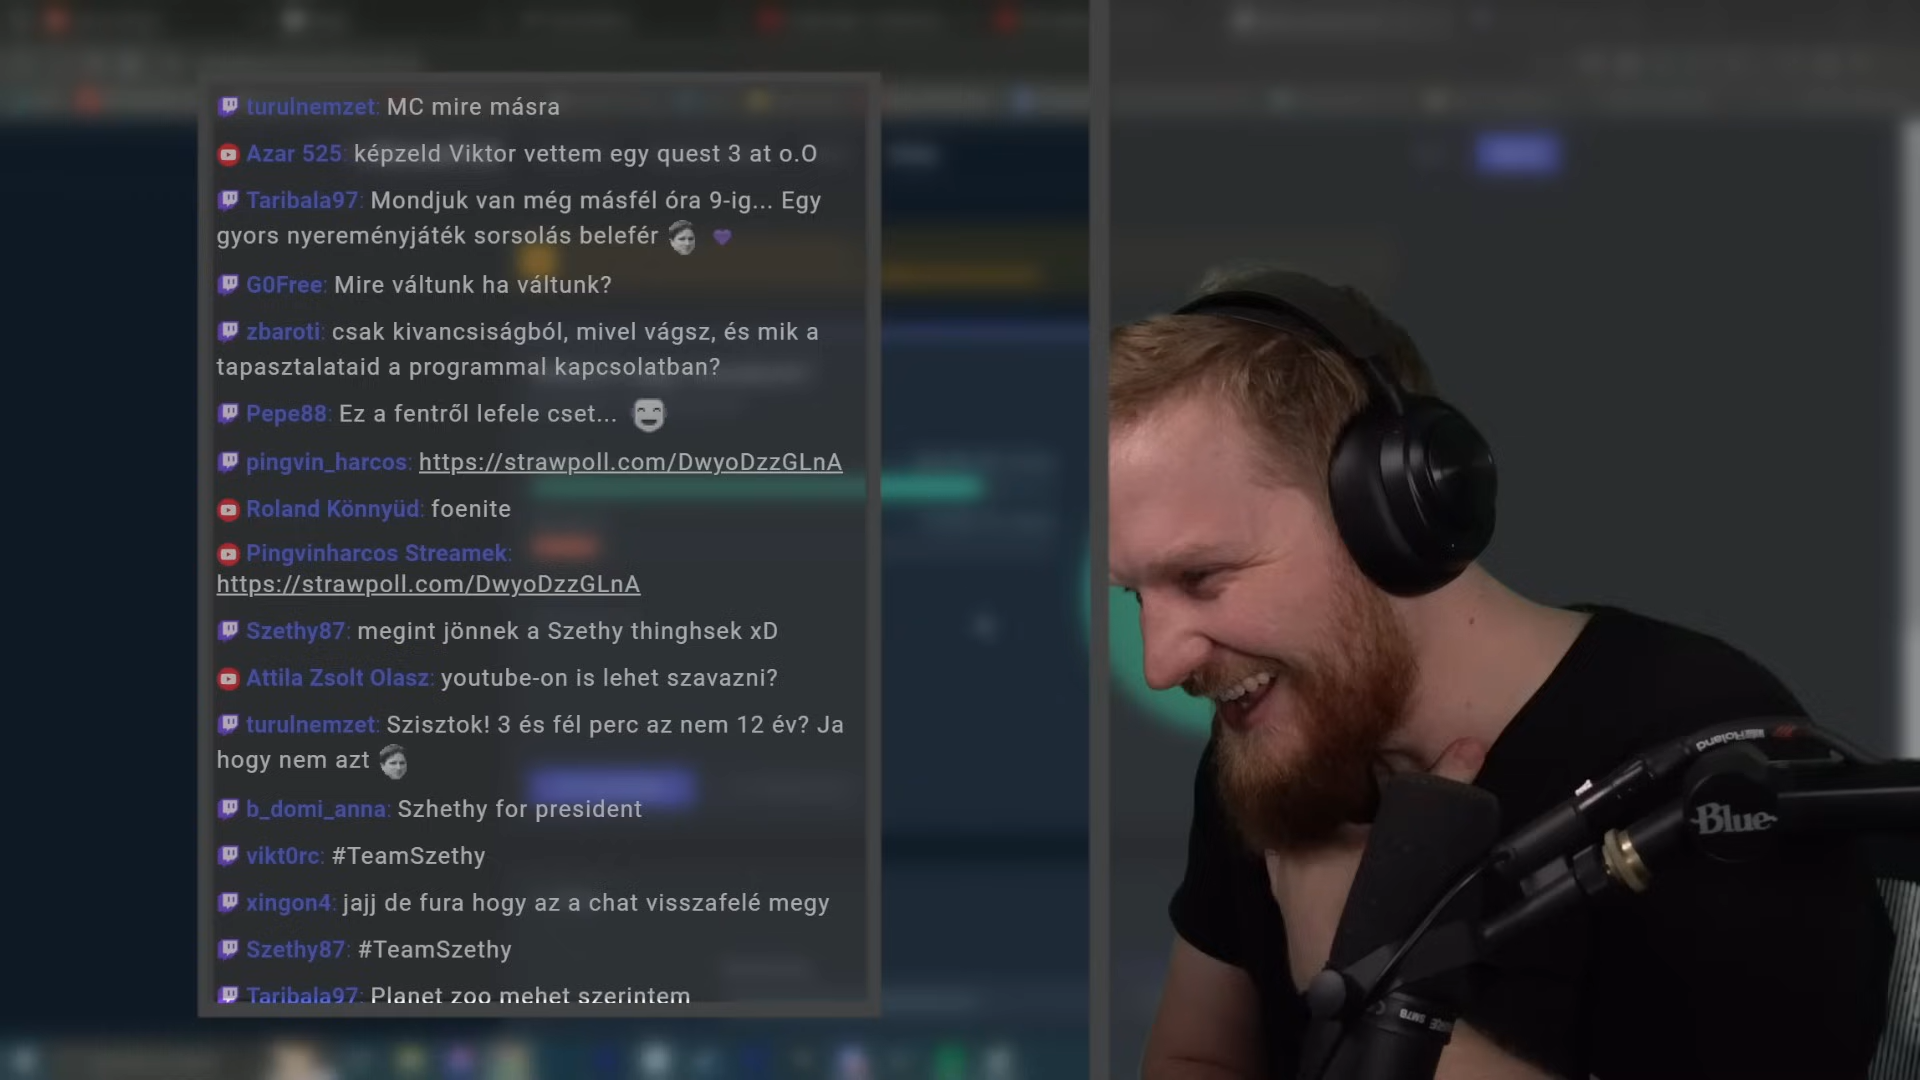 turulnemzet: MC mire másra
Azar 525: képzeld Viktor vettem egy quest 3 at o.O
Taribala97: Mondjuk van még másfél óra 9-ig... Egy
gyors nyereményjáték sorsolás belefér
G0Free: Mire váltunk ha váltunk?
zbaroti: csak kivancsiságból, mivel vágsz, és mik a
tapasztalataid a programmal kapcsolatban?
Pepe88: Ez a fentről lefele cset...
pingvin_harcos: https://strawpoll.com/DwyoDzzGLnA
Roland Könnyüd: foenite
Pingvinharcos Streamek:
https://strawpoll.com/DwyoDzzGLnA
Szethy87: megint jönnek a Szethy thinghsek xD
Attila Zsolt Olasz: youtube-on is lehet szavazni?
turulnemzet: Szisztok! 3 és fél perc az nem 12 év? Ja
hogy nem azt
b_domi_anna: Szhethy for president
vikt0rc: #TeamSzethy
xingon4: jajj de fura hogy az a chat visszafelé megy
Szethy87: #TeamSzethy
Taribala97: Planet zoo mehet szerintem
Roland
Blue
SM7B